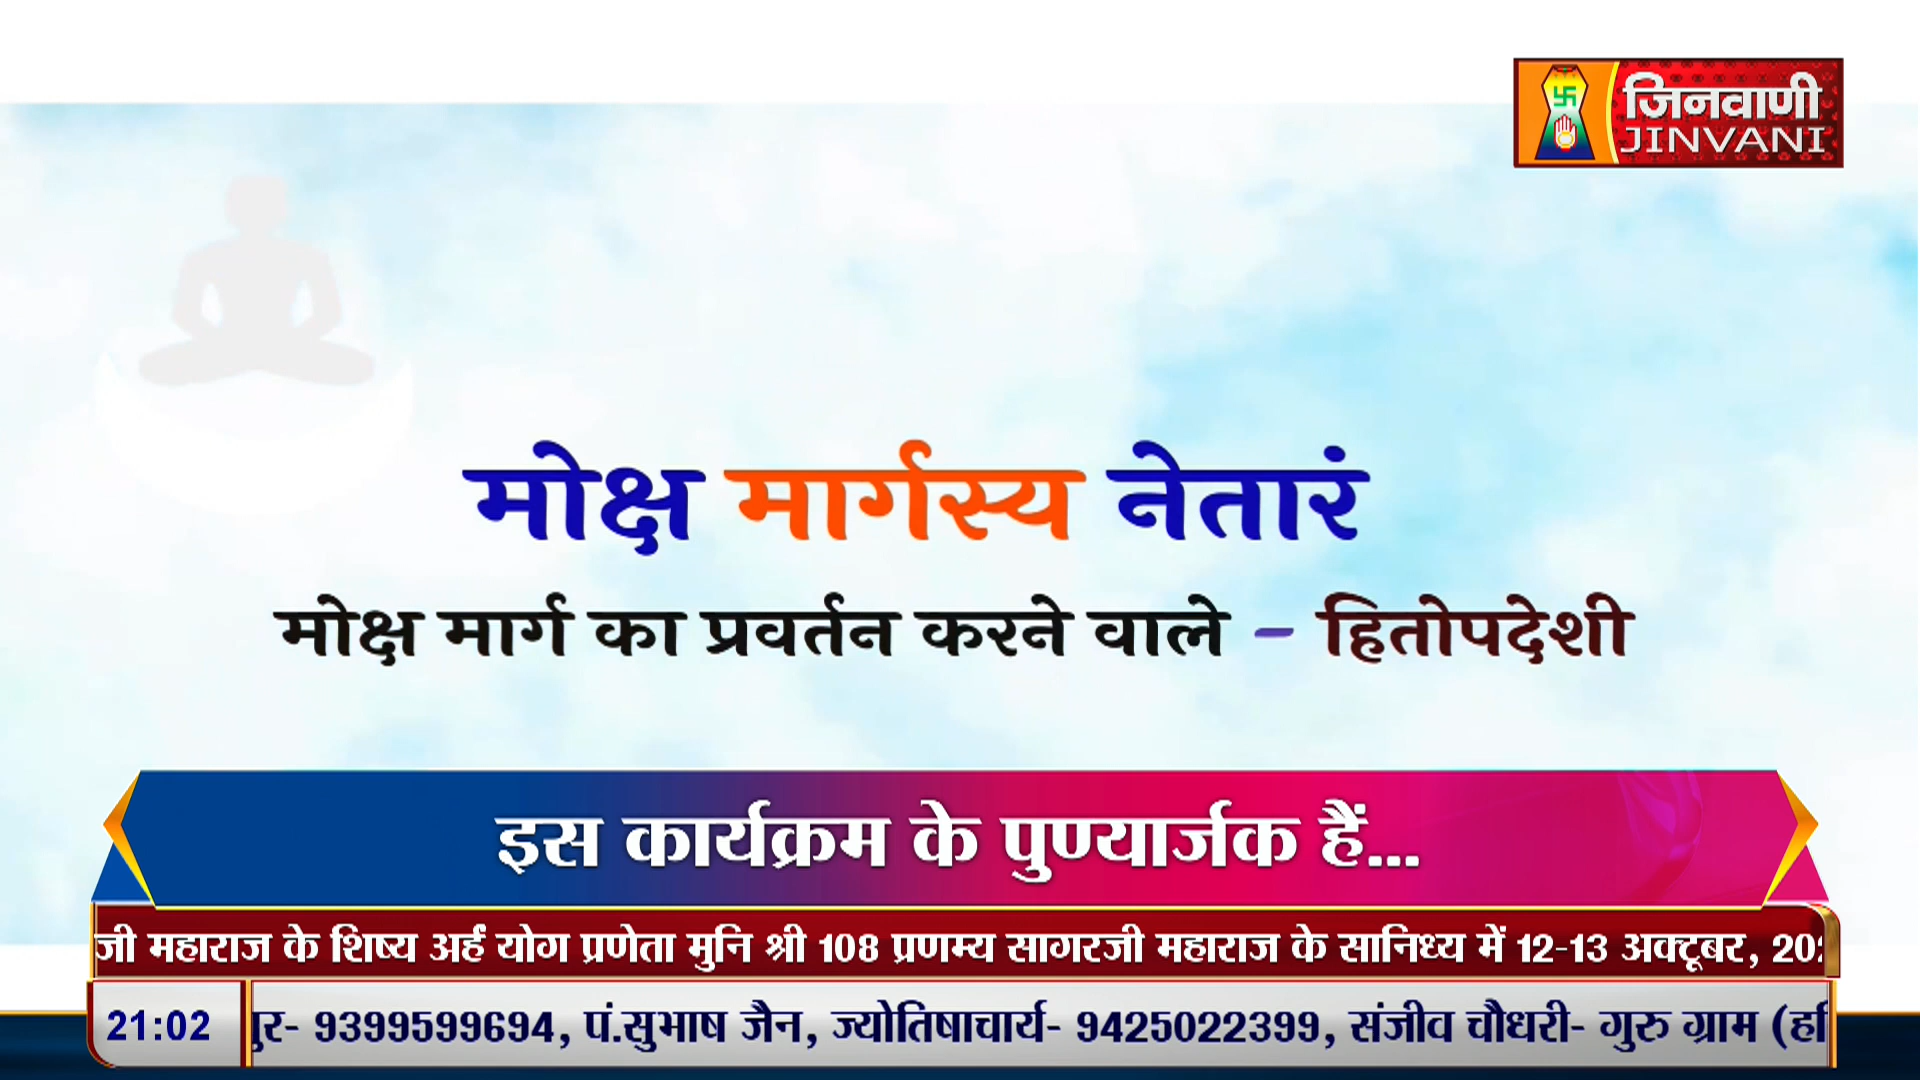 जिनवाणी
JINVANI
मोक्ष मार्गस्य नेतारं
मोक्ष मार्ग का प्रवर्तन करने वाले - हितोपदेशी
इस कार्यक्रम के पुण्यार्जक हैं...
जी महाराज के शिष्य अर्हं योग प्रणेता मुनि श्री 108 प्रणम्य सागरजी महाराज के सानिध्य में 12-13 अक्टूबर,
21:02
9399599694, पं.सुभाष जैन, ज्योतिषाचार्य- 9425022399, संजीव चौधरी- गुरु ग्राम